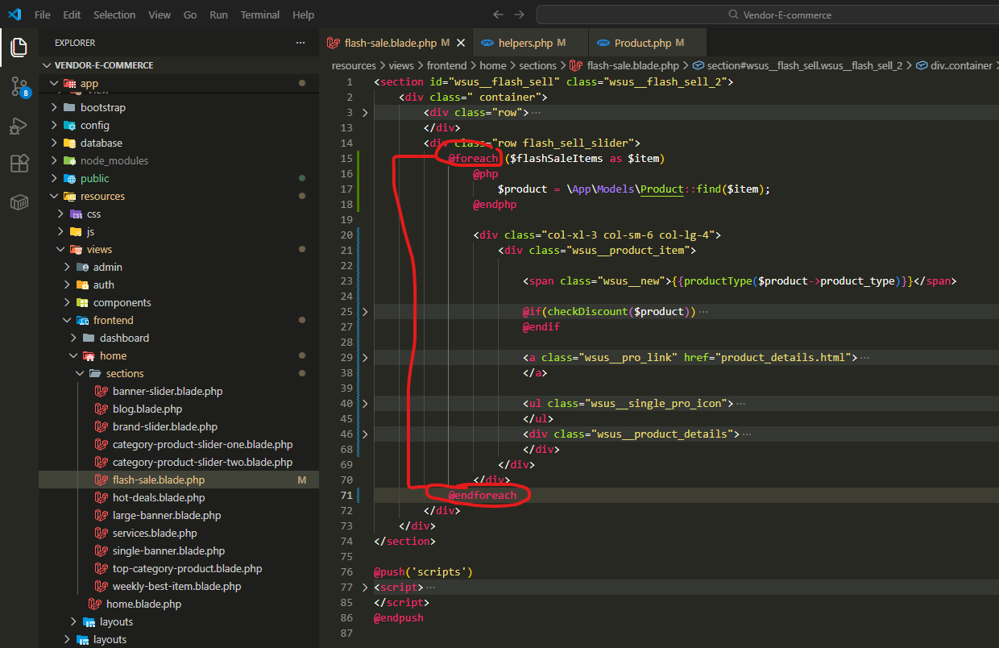 File Edit Selection View Go Run Terminal Help
Vendor-E-commerce
EXPLORER
flash-sale.blade.php M
helpers.php M
Product.php M
VENDOR-E-COMMERCE
resources > views > frontend > home > sections > flash-sale.blade.php > section#wsus__flash_sell.wsus__flash_sell_2 > div..container >
8
app
view
bootstrap
config
database
node_modules
public
resources
css
js
views
admin
auth
components
frontend
dashboard
home
sections
banner-slider.blade.php
blog.blade.php
brand-slider.blade.php
category-product-slider-one.blade.php
category-product-slider-two.blade.php
flash-sale.blade.php M
hot-deals.blade.php
large-banner.blade.php
services.blade.php
single-banner.blade.php
top-category-product.blade.php
weekly-best-item.blade.php
home.blade.php
layouts
layouts
1 <section id="wsus__flash_sell" class="wsus__flash_sell_2">
2 <div class=" container">
3 <div class="row">···
13 </div>
14 <div class="row flash_sell_slider">
15 @foreach ($flashSaleItems as $item)
16 @php
17 $product = \App\Models\Product::find($item);
18 @endphp
19
20 <div class="col-xl-3 col-sm-6 col-lg-4">
21 <div class="wsus__product_item">
22
23 <span class="wsus__new">{{productType($product->product_type)}}</span>
24
25 @if(checkDiscount($product))···
27 @endif
28
29 <a class="wsus__pro_link" href="product_details.html">···
38 </a>
39
40 <ul class="wsus__single_pro_icon">···
45 </ul>
46 <div class="wsus__product_details">···
68 </div>
69 </div>
70 </div>
71 @endforeach
72 </div>
73 </div>
74 </section>
75
76 @push('scripts')
77 <script>···
85 </script>
86 @endpush
87